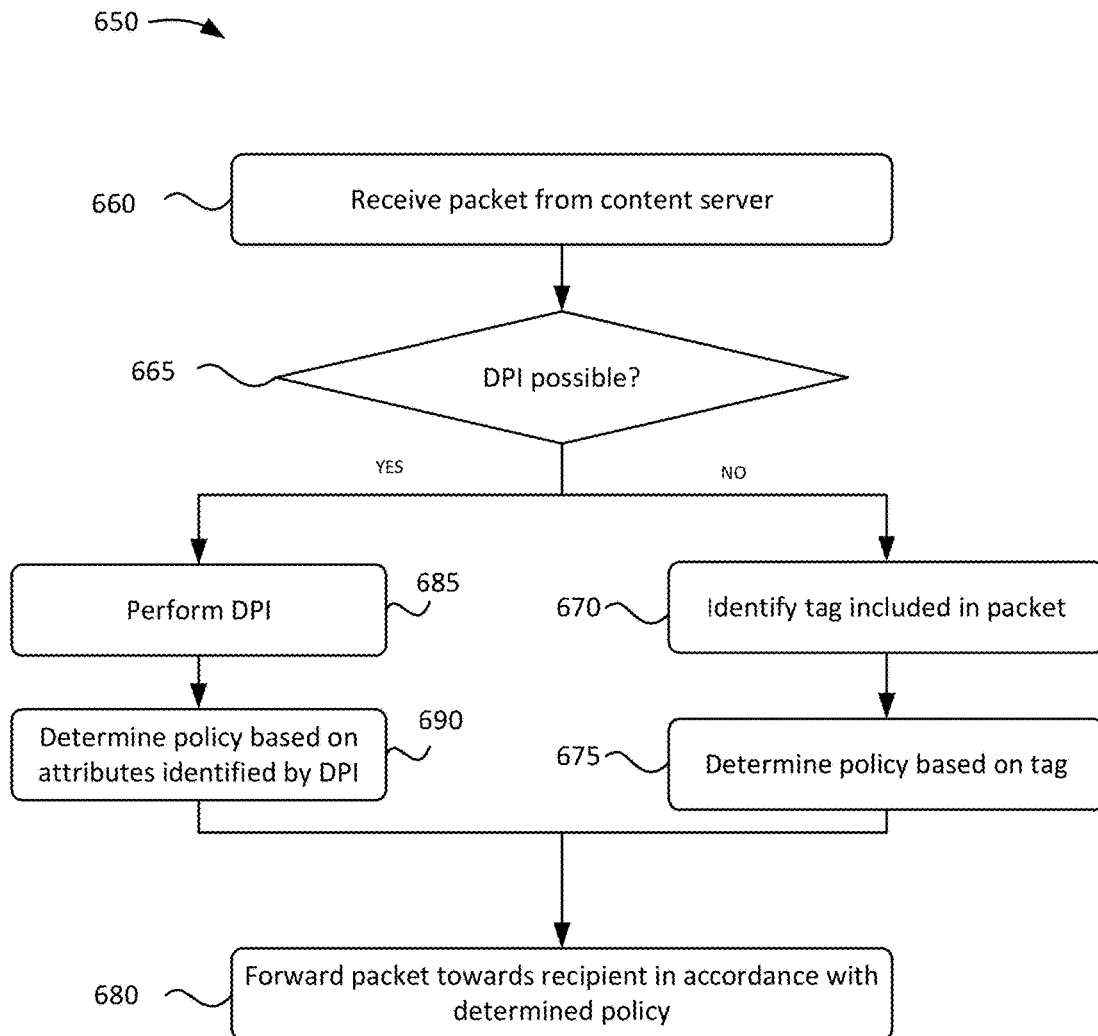 650
660
Receive packet from content server
665
DPI possible?
YES
NO
Perform DPI
685
670
Identify tag included in packet
Determine policy based on
attributes identified by DPI
690
675
Determine policy based on tag
680
Forward packet towards recipient in accordance with
determined policy